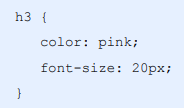 h3 {
    color: pink;
    font-size: 20px;
}